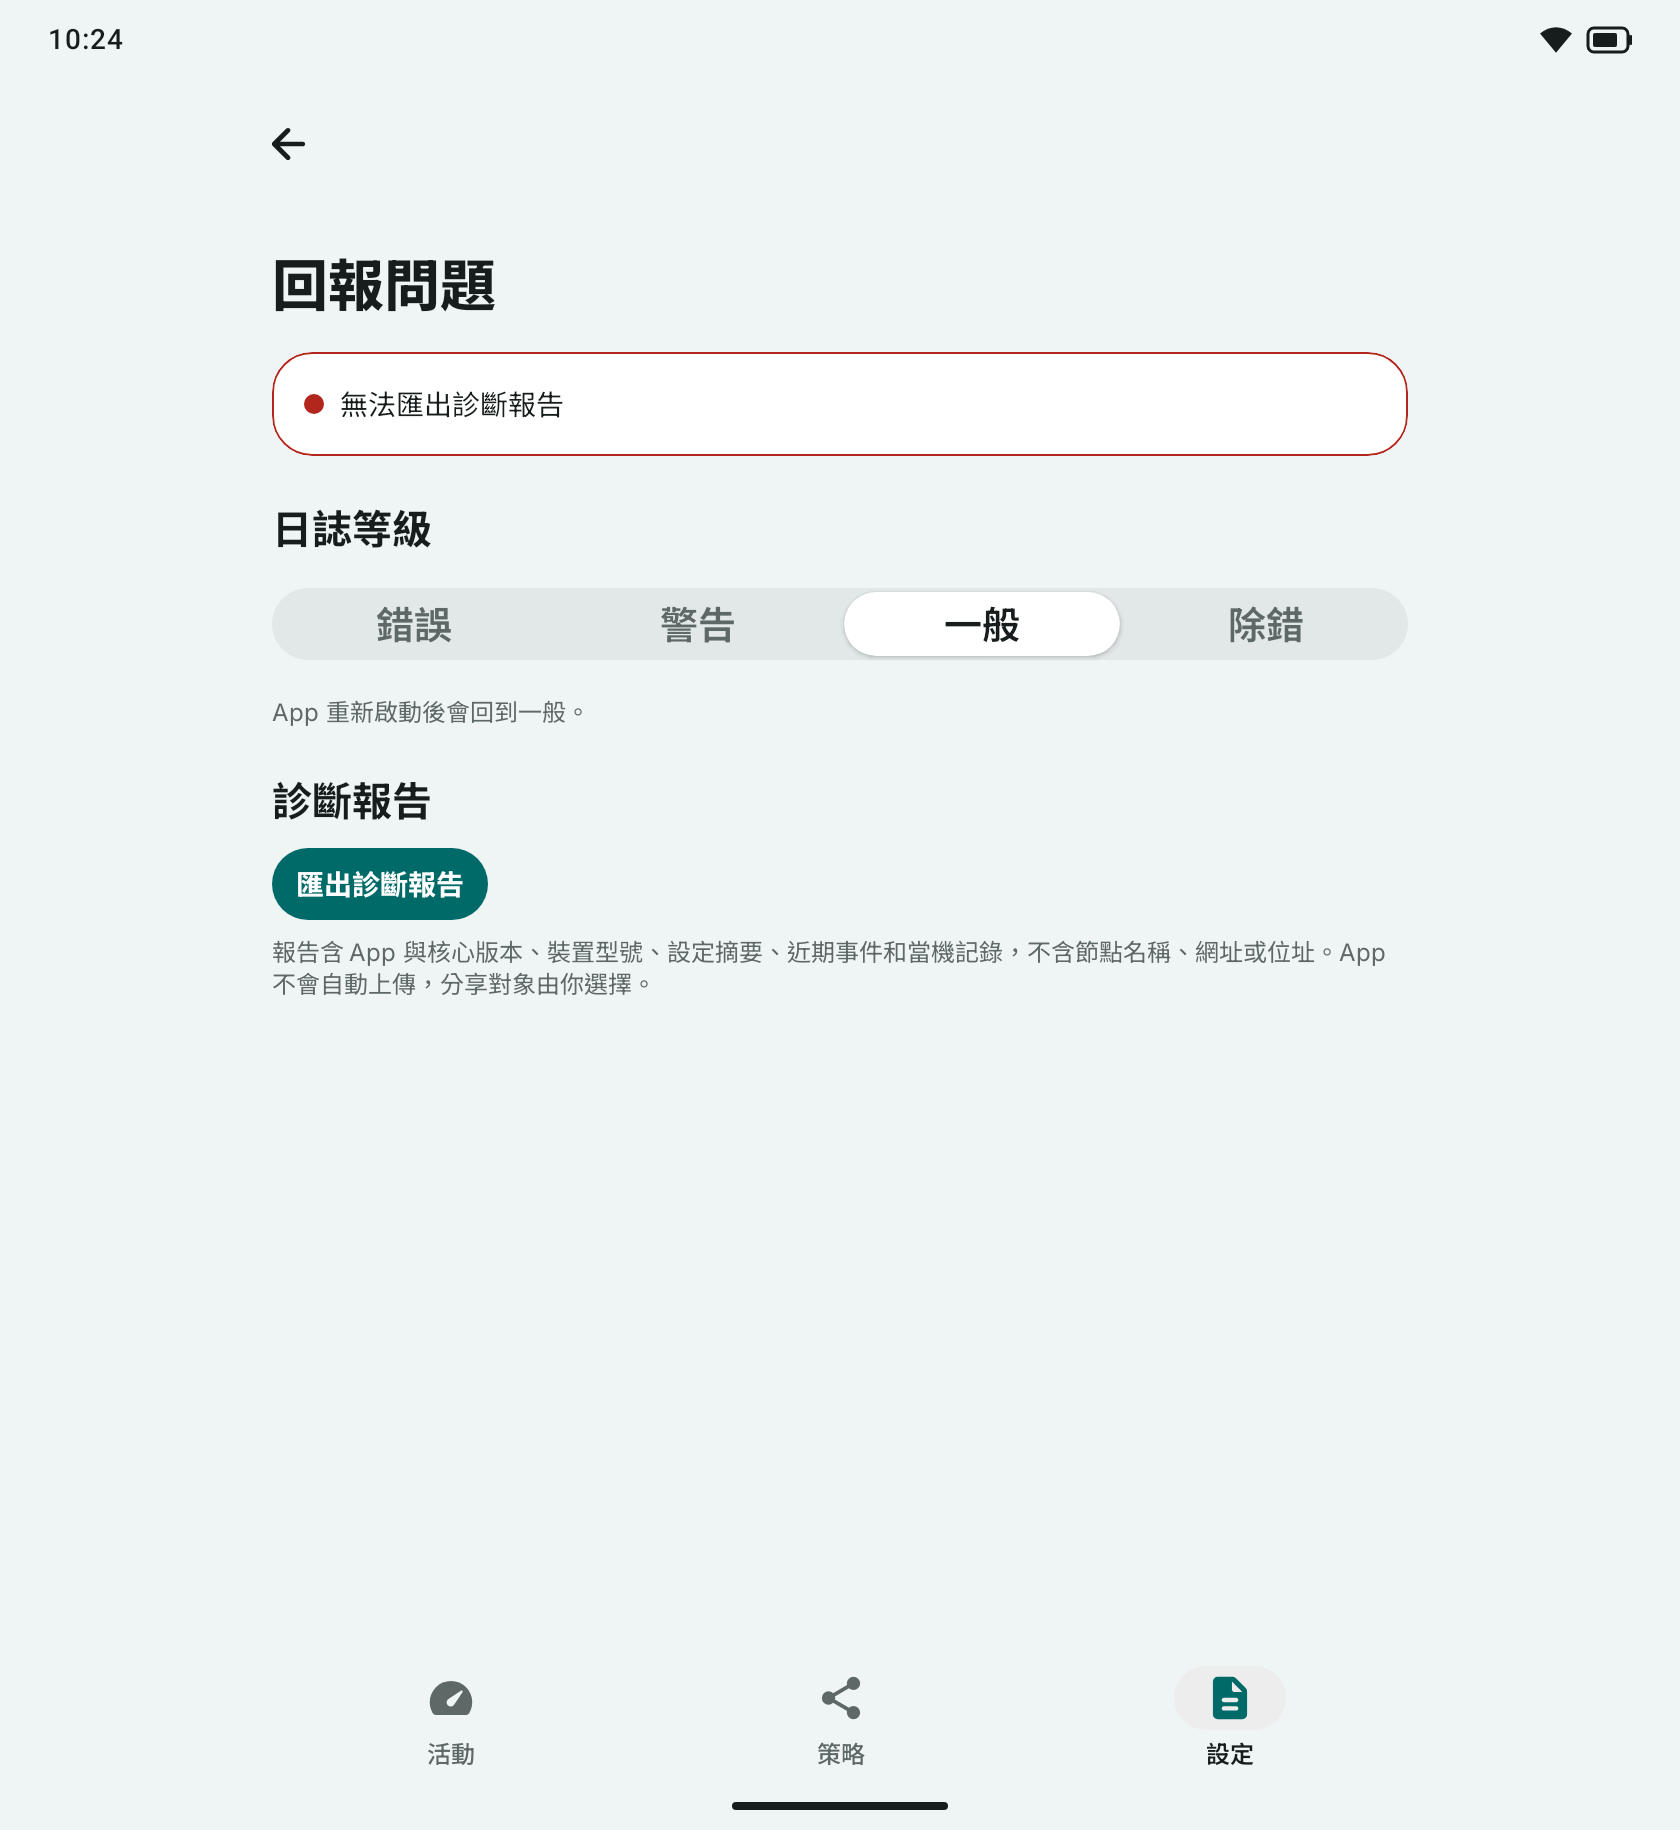 10:24
回報問題
無法匯出診斷報告
日誌等級
錯誤
警告
一般
除錯
App 重新啟動後會回到一般。
診斷報告
匯出診斷報告
報告含 App 與核心版本、裝置型號、設定摘要、近期事件和當機記錄，不含節點名稱、網址或位址。App
不會自動上傳，分享對象由你選擇。
活動
策略
設定